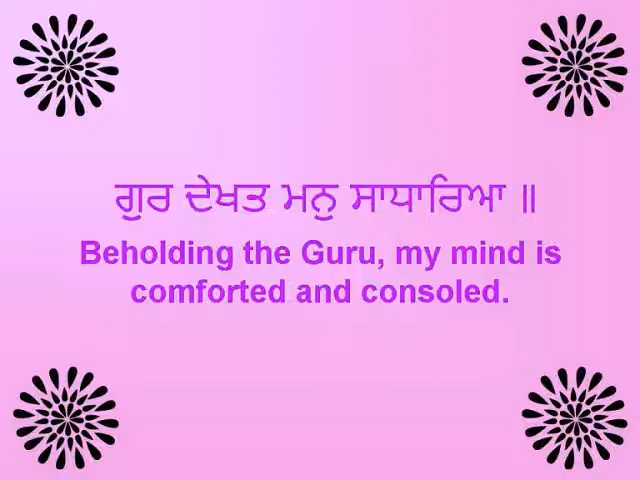 ਗੁਰ ਦੇਖਤ ਮਨੁ ਸਾਧਾਰਿਆ ॥
Beholding the Guru, my mind is
comforted and consoled.